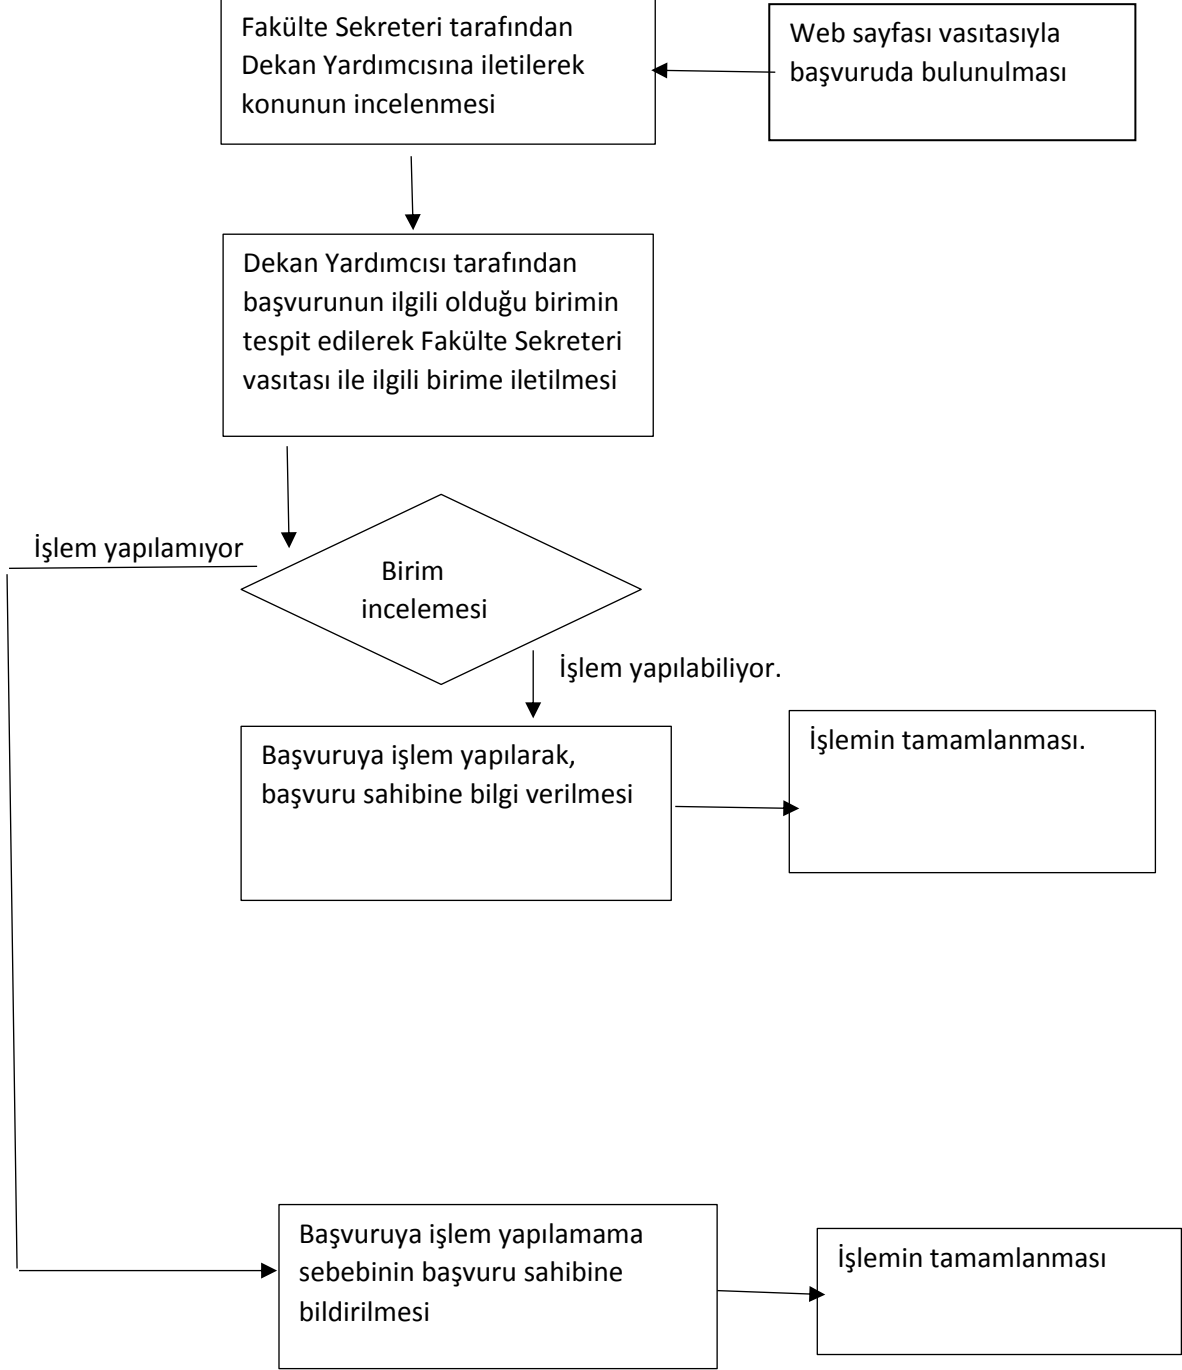 Fakülte Sekreteri tarafından
Dekan Yardımcısına iletilerek
konunun incelenmesi
Web sayfası vasıtasıyla
başvuruda bulunulması
Dekan Yardımcısı tarafından
başvurunun ilgili olduğu birimin
tespit edilerek Fakülte Sekreteri
vasıtası ile ilgili birime iletilmesi
İşlem yapılamıyor
Birim
incelemesi
İşlem yapılabiliyor.
Başvuruya işlem yapılarak,
başvuru sahibine bilgi verilmesi
İşlemin tamamlanması.
Başvuruya işlem yapılamama
sebebinin başvuru sahibine
bildirilmesi
İşlemin tamamlanması